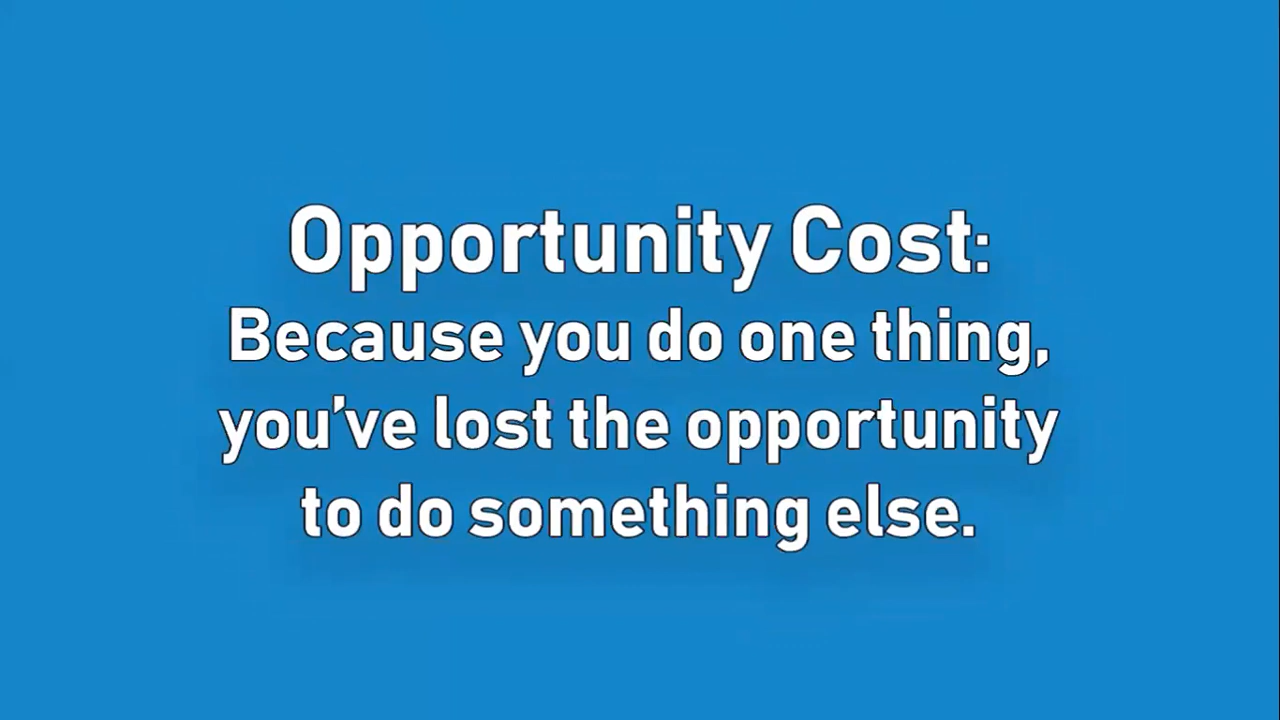 Opportunity Cost:
Because you do one thing,
you've lost the opportunity
to do something else.